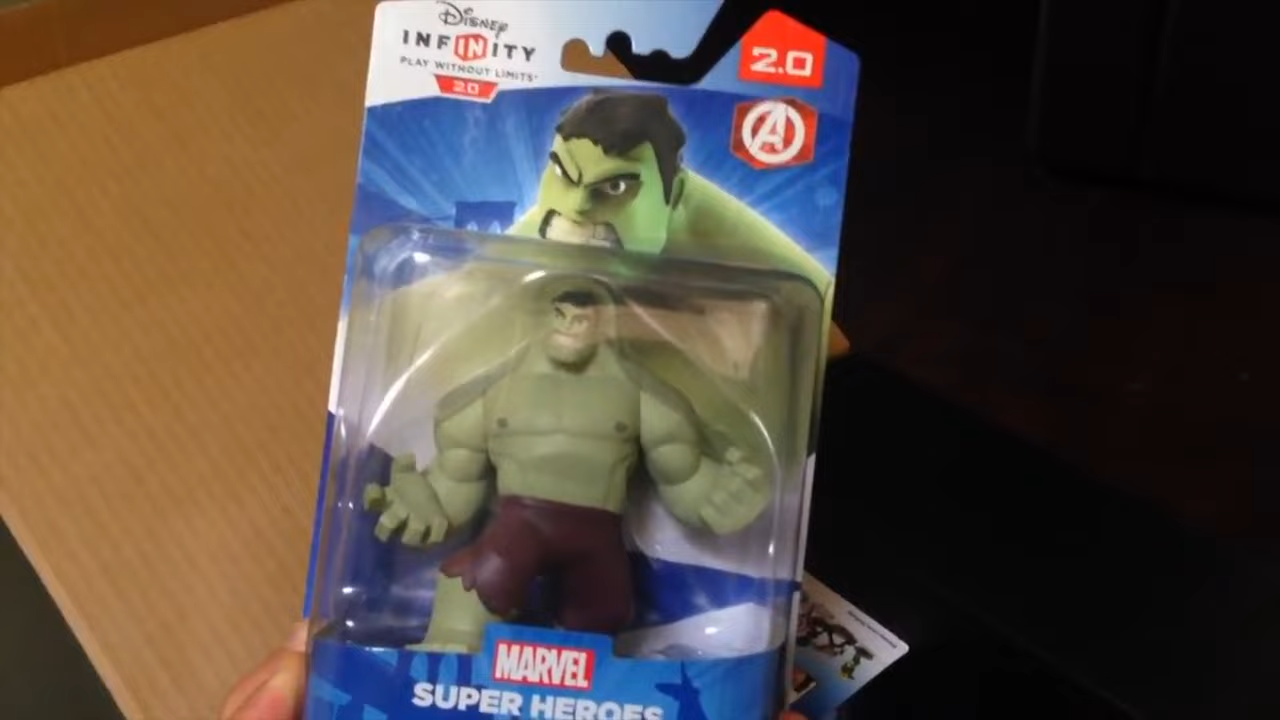 Disney
INFINITY
PLAY WITHOUT LIMITS
2.0
2.0
A
MARVEL
SUPER HEROES